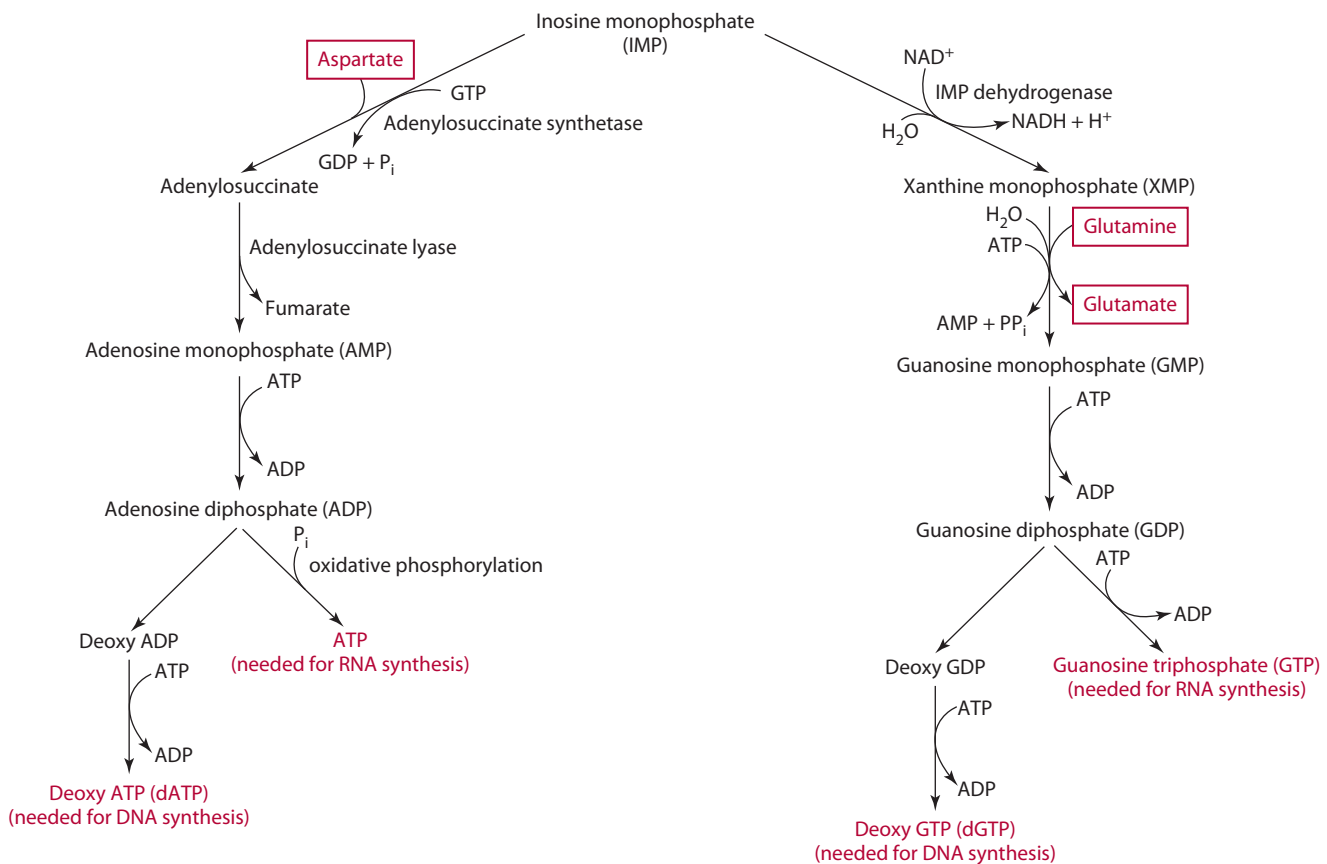 Inosine monophosphate
(IMP)
Aspartate
GTP
Adenylosuccinate synthetase
GDP + Pi
Adenylosuccinate
Adenylosuccinate lyase
Fumarate
Adenosine monophosphate (AMP)
ATP
ADP
Adenosine diphosphate (ADP)
Pi
oxidative phosphorylation
Deoxy ADP
ATP
(needed for RNA synthesis)
ATP
ADP
Deoxy ATP (dATP)
(needed for DNA synthesis)
NAD+
IMP dehydrogenase
H2O
NADH + H+
Xanthine monophosphate (XMP)
H2O
Glutamine
ATP
Glutamate
AMP + PPi
Guanosine monophosphate (GMP)
ATP
ADP
Guanosine diphosphate (GDP)
ATP
ADP
Deoxy GDP
Guanosine triphosphate (GTP)
(needed for RNA synthesis)
ATP
ADP
Deoxy GTP (dGTP)
(needed for DNA synthesis)